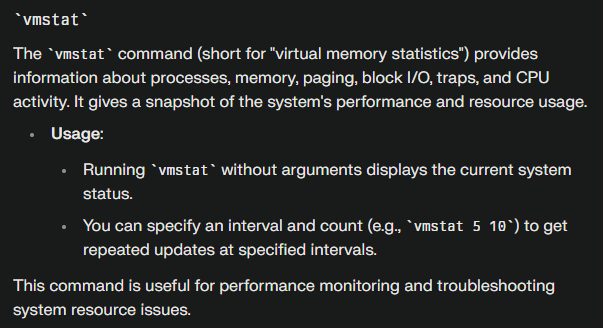 `vmstat`
The `vmstat` command (short for "virtual memory statistics") provides
information about processes, memory, paging, block I/O, traps, and CPU
activity. It gives a snapshot of the system's performance and resource usage.
• Usage:
• Running `vmstat` without arguments displays the current system
status.
• You can specify an interval and count (e.g., `vmstat 5 10`) to get
repeated updates at specified intervals.
This command is useful for performance monitoring and troubleshooting
system resource issues.